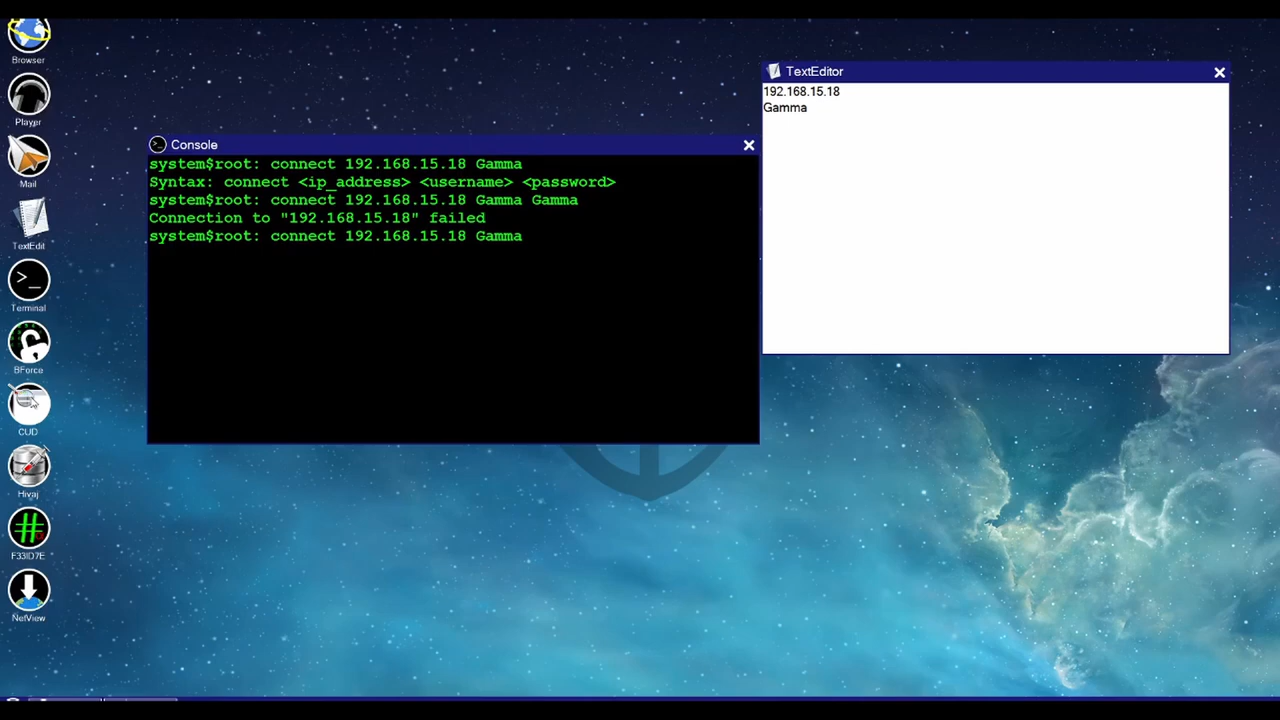 Browser
Player
Mail
TextEdit
Terminal
BForce
CUD
Hivaj
F33ID7E
NetView
Console
system$root: connect 192.168.15.18 Gamma
Syntax: connect <ip_address> <username> <password>
system$root: connect 192.168.15.18 Gamma Gamma
Connection to "192.168.15.18" failed
system$root: connect 192.168.15.18 Gamma
TextEditor
192.168.15.18
Gamma